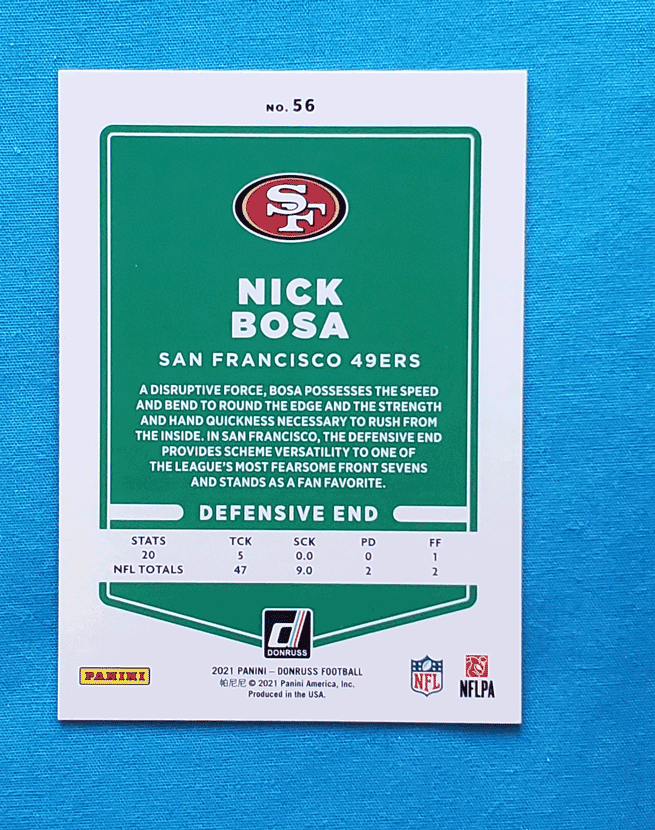 NO. 56
SF
NICK
BOSA
SAN FRANCISCO 49ERS
A DISRUPTIVE FORCE, BOSA POSSESSES THE SPEED
AND BEND TO ROUND THE EDGE AND THE STRENGTH
AND HAND QUICKNESS NECESSARY TO RUSH FROM
THE INSIDE. IN SAN FRANCISCO, THE DEFENSIVE END
PROVIDES SCHEME VERSATILITY TO ONE OF
THE LEAGUE'S MOST FEARSOME FRONT SEVENS
AND STANDS AS A FAN FAVORITE.
DEFENSIVE END
STATS TCK SCK PD FF
20 5 0.0 0 1
NFL TOTALS 47 9.0 2 2
d
DONRUSS
PANINI
2021 PANINI – DONRUSS FOOTBALL
帕尼尼 © 2021 Panini America, Inc.
Produced in the USA.
NFL
NFLPA